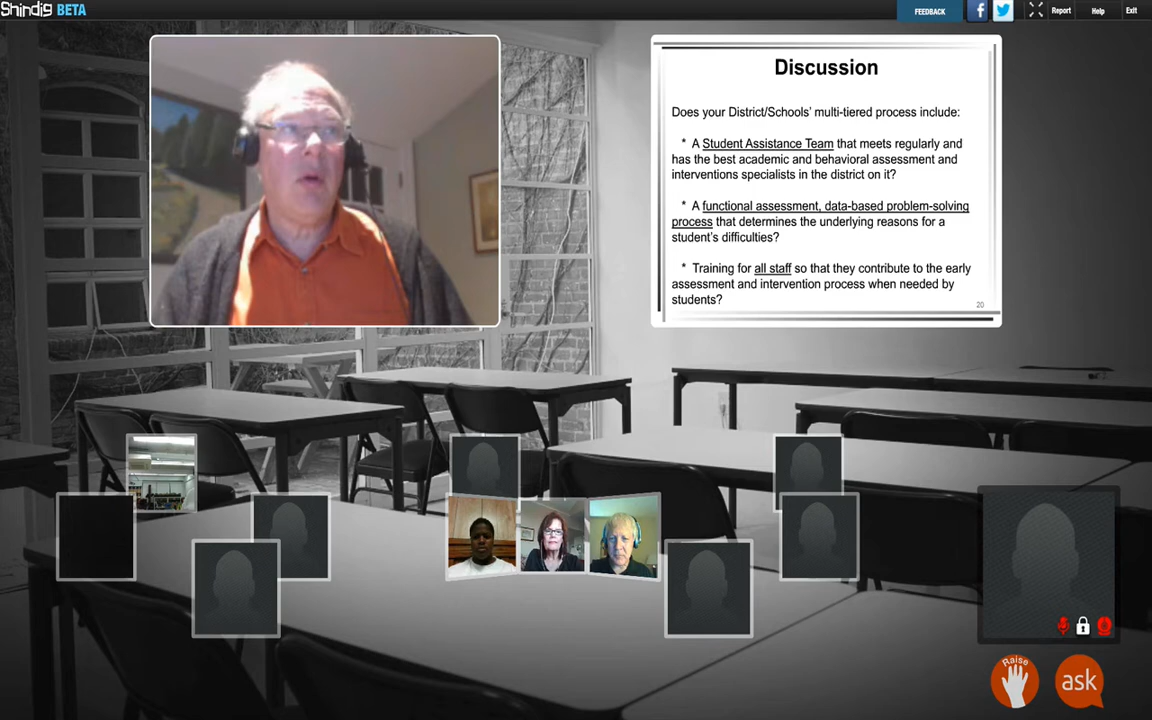 Shindig BETA
FEEDBACK
Report
Help
Exit
Discussion
Does your District/Schools' multi-tiered process include:
* A Student Assistance Team that meets regularly and
has the best academic and behavioral assessment and
interventions specialists in the district on it?
* A functional assessment, data-based problem-solving
process that determines the underlying reasons for a
student's difficulties?
* Training for all staff so that they contribute to the early
assessment and intervention process when needed by
students?
20
Raise
ask